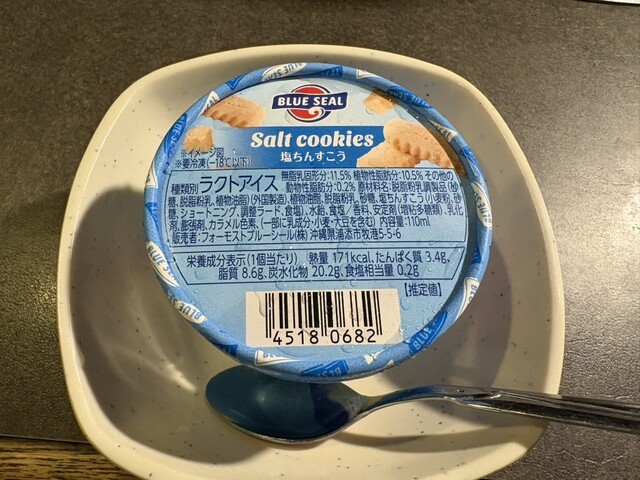 BLUE SEAL
Salt cookies
塩ちんすこう
※イメージ図
※要冷凍(-18℃以下)
種類別 ラクトアイス 無脂乳固形分:11.5% 植物性脂肪分:10.5% その他の
動物性脂肪分:0.2% 原材料名:脱脂粉乳調製品(砂
糖、脱脂粉乳、植物油脂)(外国製造)、植物油脂、脱脂粉乳、砂糖、塩ちんすこう(小麦粉、砂
糖、ショートニング、調整ラード、食塩)、水飴、食塩/香料、安定剤(増粘多糖類)、乳化
剤、膨張剤、カラメル色素、(一部に乳成分・小麦・大豆を含む) 内容量:110ml
販売者:フォーモストブルーシール(株) 沖縄県浦添市牧港5-5-6
栄養成分表示(1個当たり) 熱量 171kcal、たんぱく質 3.4g、
脂質 8.6g、炭水化物 20.2g、食塩相当量 0.2g
【推定値】
4518 0682